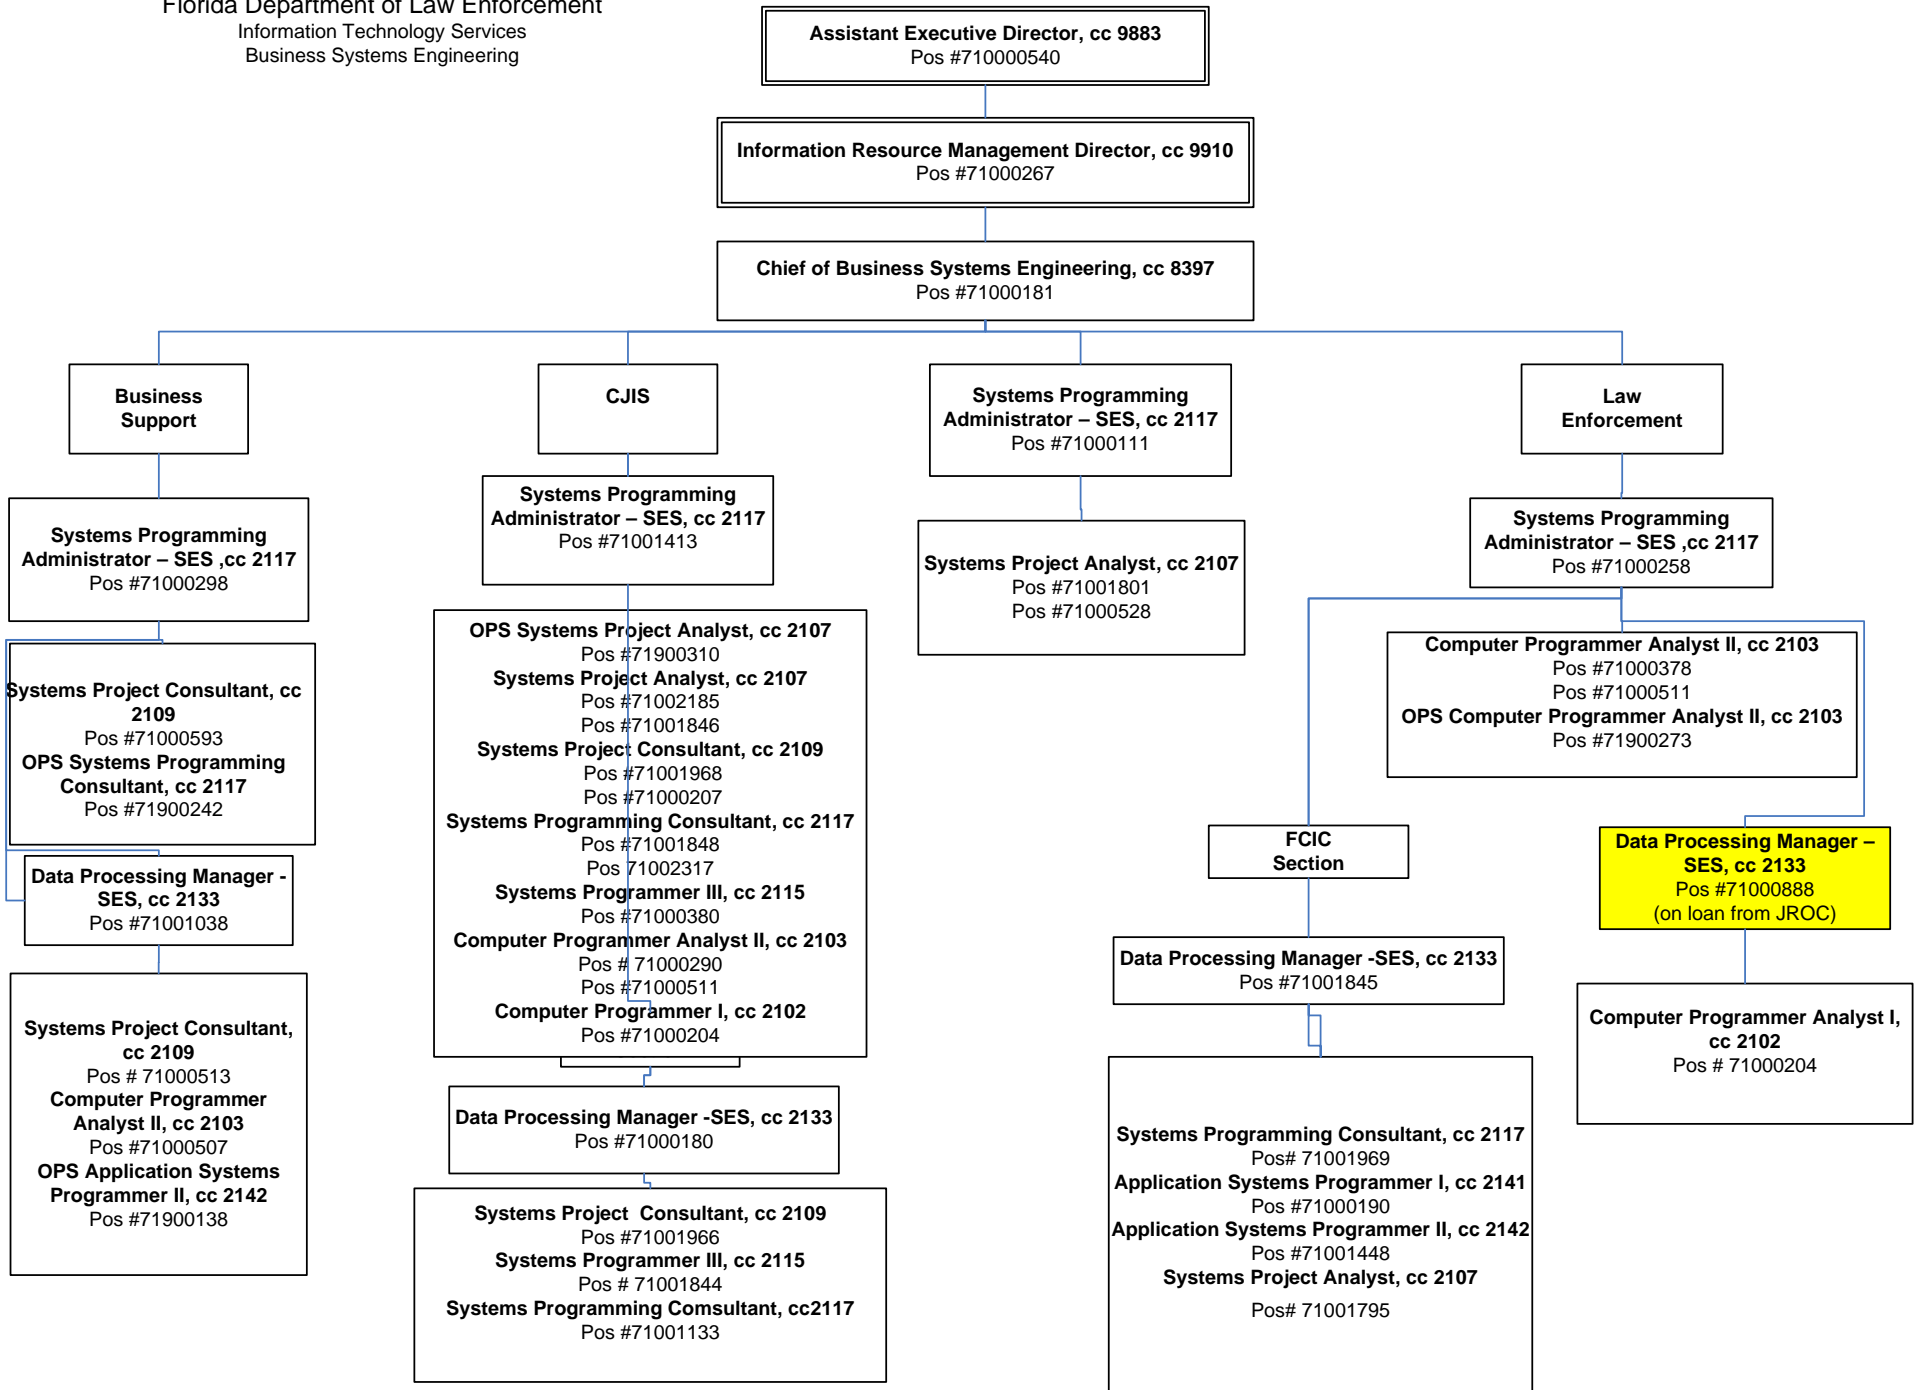 Florida Department of Law Enforcement
Information Technology Services
Business Systems Engineering
Assistant Executive Director, cc 9883
Pos #710000540
Information Resource Management Director, cc 9910
Pos #71000267
Chief of Business Systems Engineering, cc 8397
Pos #71000181
Business
Support
Systems Programming
Administrator – SES ,cc 2117
Pos #71000298
Systems Project Consultant, cc
2109
Pos #71000593
OPS Systems Programming
Consultant, cc 2117
Pos #71900242
Data Processing Manager -
SES, cc 2133
Pos #71001038
Systems Project Consultant,
cc 2109
Pos # 71000513
Computer Programmer
Analyst II, cc 2103
Pos #71000507
OPS Application Systems
Programmer II, cc 2142
Pos #71900138
CJIS
Systems Programming
Administrator – SES, cc 2117
Pos #71001413
OPS Systems Project Analyst, cc 2107
Pos #71900310
Systems Project Analyst, cc 2107
Pos #71002185
Pos #71001846
Systems Project Consultant, cc 2109
Pos #71001968
Pos #71000207
Systems Programming Consultant, cc 2117
Pos #71001848
Pos 71002317
Systems Programmer III, cc 2115
Pos #71000380
Computer Programmer Analyst II, cc 2103
Pos # 71000290
Pos #71000511
Computer Programmer I, cc 2102
Pos #71000204
Data Processing Manager -SES, cc 2133
Pos #71000180
Systems Project  Consultant, cc 2109
Pos #71001966
Systems Programmer III, cc 2115
Pos # 71001844
Systems Programming Comsultant, cc2117
Pos #71001133
Systems Programming
Administrator – SES, cc 2117
Pos #71000111
Systems Project Analyst, cc 2107
Pos #71001801
Pos #71000528
Law
Enforcement
Systems Programming
Administrator – SES ,cc 2117
Pos #71000258
Computer Programmer Analyst II, cc 2103
Pos #71000378
Pos #71000511
OPS Computer Programmer Analyst II, cc 2103
Pos #71900273
FCIC
Section
Data Processing Manager -SES, cc 2133
Pos #71001845
Systems Programming Consultant, cc 2117
Pos# 71001969
Application Systems Programmer I, cc 2141
Pos #71000190
Application Systems Programmer II, cc 2142
Pos #71001448
Systems Project Analyst, cc 2107
Pos# 71001795
Data Processing Manager –
SES, cc 2133
Pos #71000888
(on loan from JROC)
Computer Programmer Analyst I,
cc 2102
Pos # 71000204